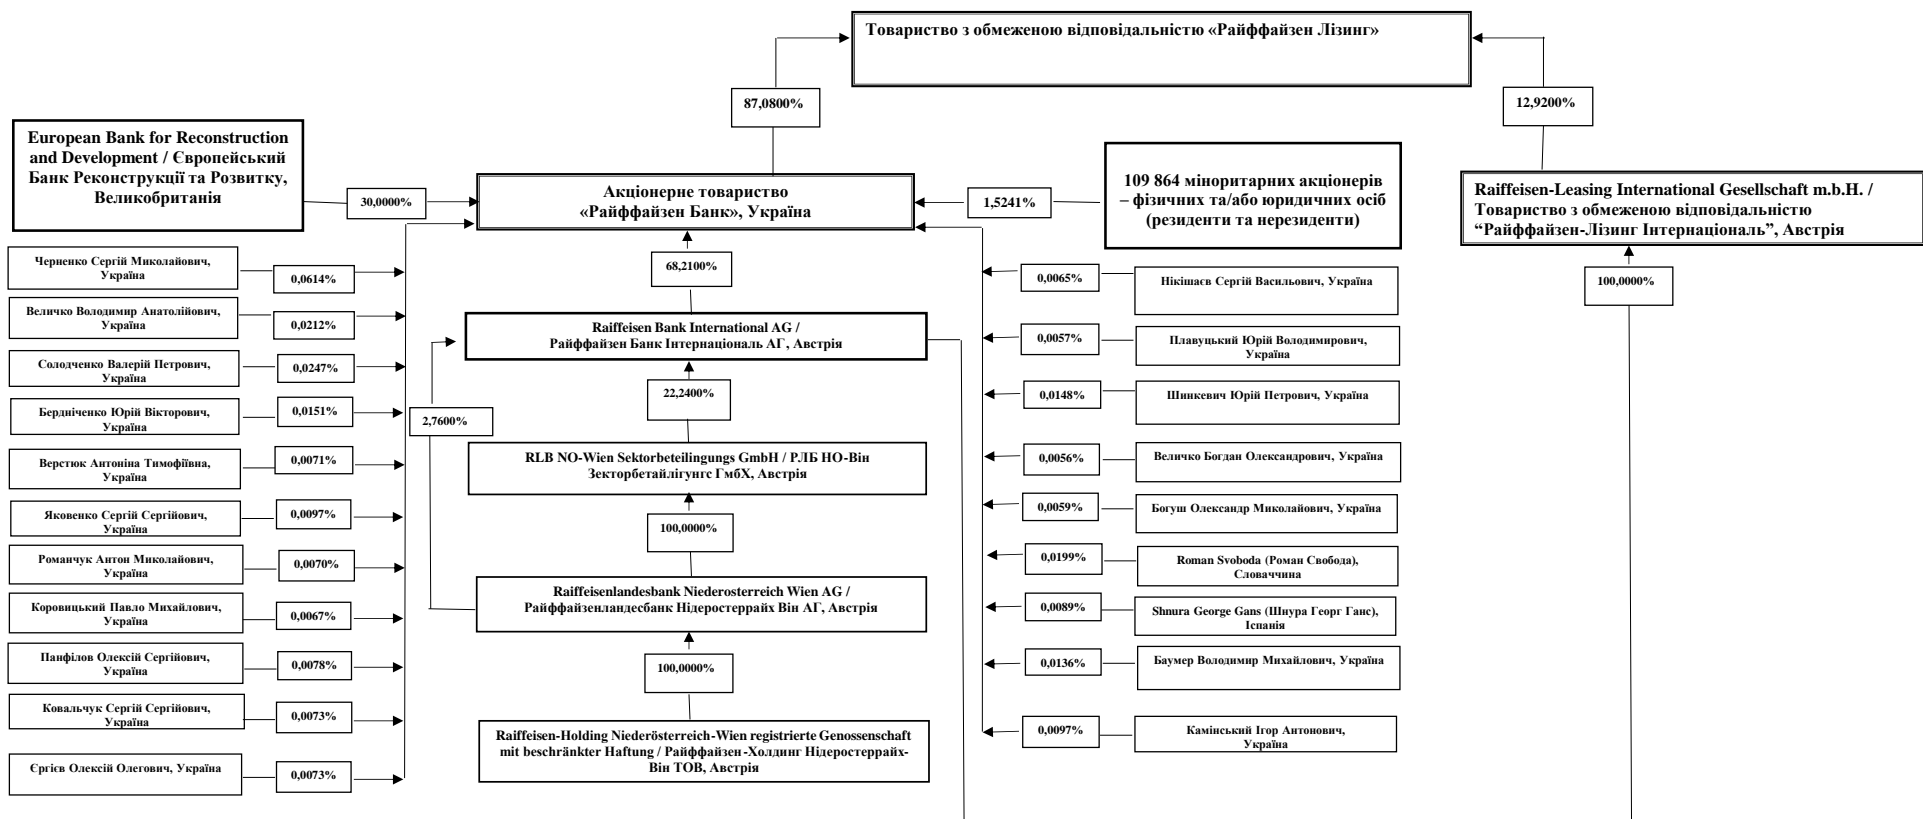 Товариство з обмеженою відповідальністю «Райффайзен Лізинг»
87,0800%
12,9200%
European Bank for Reconstruction
and Development / Європейський
Банк Реконструкції та Розвитку,
Великобританія
30,0000%
Акціонерне товариство
«Райффайзен Банк», Україна
1,5241%
109 864 міноритарних акціонерів
– фізичних та/або юридичних осіб
(резиденти та нерезиденти)
Raiffeisen-Leasing International Gesellschaft m.b.H. /
Товариство з обмеженою відповідальністю
“Райффайзен-Лізинг Інтернаціональ”, Австрія
100,0000%
Черненко Сергій Миколайович,
Україна
0,0614%
Величко Володимир Анатолійович,
Україна
0,0212%
Солодченко Валерій Петрович,
Україна
0,0247%
Бердніченко Юрій Вікторович,
Україна
0,0151%
Верстюк Антоніна Тимофіївна,
Україна
0,0071%
Яковенко Сергій Сергійович,
Україна
0,0097%
Романчук Антон Миколайович,
Україна
0,0070%
Коровицький Павло Михайлович,
Україна
0,0067%
Панфілов Олексій Сергійович,
Україна
0,0078%
Ковальчук Сергій Сергійович,
Україна
0,0073%
Єргієв Олексій Олегович, Україна
0,0073%
68,2100%
Raiffeisen Bank International AG /
Райффайзен Банк Інтернаціональ АГ, Австрія
22,2400%
2,7600%
RLB NO-Wien Sektorbeteilingungs GmbH / РЛБ НО-Він
Зекторбетайлігунгс ГмбХ, Австрія
100,0000%
Raiffeisenlandesbank Niederosterreich Wien AG /
Райффайзенландесбанк Нідеростеррайх Він АГ, Австрія
100,0000%
Raiffeisen-Holding Niederösterreich-Wien registrierte Genossenschaft
mit beschränkter Haftung / Райффайзен-Холдинг Нідеростеррайх-
Він ТОВ, Австрія
0,0065%
Нікішаєв Сергій Васильович, Україна
0,0057%
Плавуцький Юрій Володимирович,
Україна
0,0148%
Шинкевич Юрій Петрович, Україна
0,0056%
Величко Богдан Олександрович, Україна
0,0059%
Богуш Олександр Миколайович, Україна
0,0199%
Roman Svoboda (Роман Свобода),
Словаччина
0,0089%
Shnura George Gans (Шнура Георг Ганс),
Іспанія
0,0136%
Баумер Володимир Михайлович, Україна
0,0097%
Камінський Ігор Антонович,
Україна